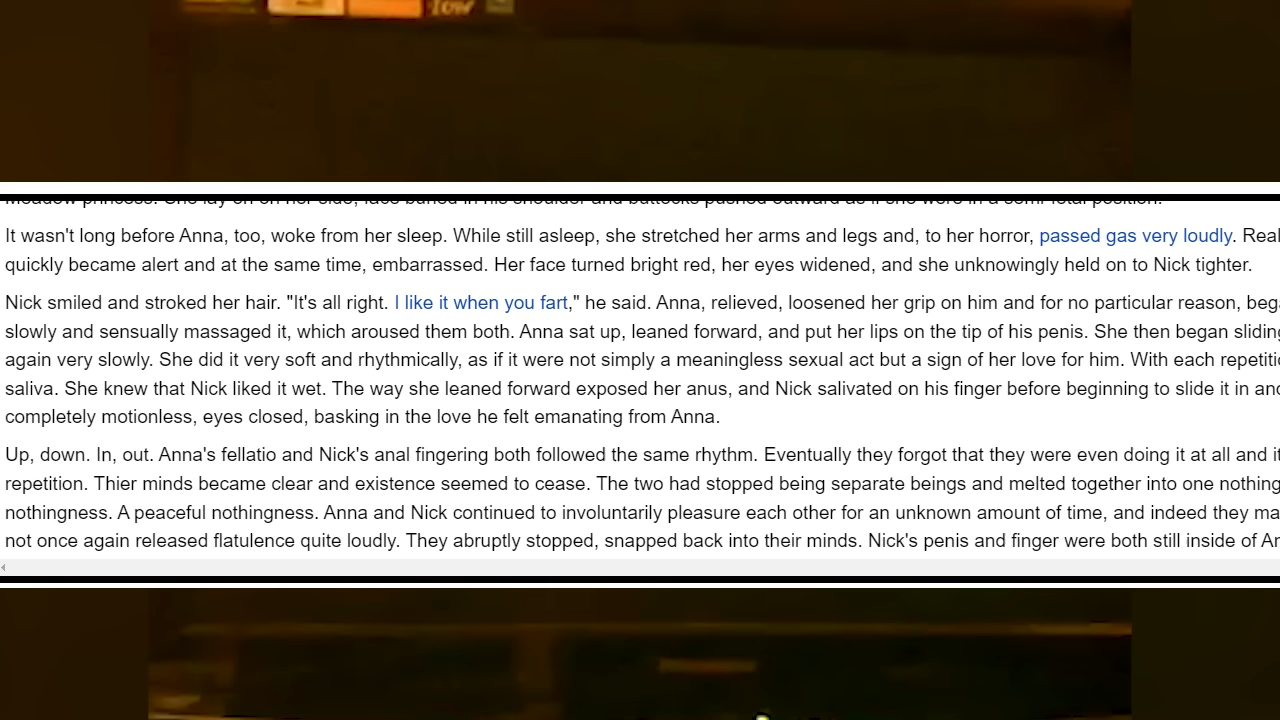 low
It wasn't long before Anna, too, woke from her sleep. While still asleep, she stretched her arms and legs and, to her horror, passed gas very loudly.
quickly became alert and at the same time, embarrassed. Her face turned bright red, her eyes widened, and she unknowingly held on to Nick tighter.
Nick smiled and stroked her hair. "It's all right. I like it when you fart," he said. Anna, relieved, loosened her grip on him and for no particular reason,
slowly and sensually massaged it, which aroused them both. Anna sat up, leaned forward, and put her lips on the tip of his penis. She then began
again very slowly. She did it very soft and rhythmically, as if it were not simply a meaningless sexual act but a sign of her love for him. With each
saliva. She knew that Nick liked it wet. The way she leaned forward exposed her anus, and Nick salivated on his finger before beginning to slide it in
completely motionless, eyes closed, basking in the love he felt emanating from Anna.
Up, down. In, out. Anna's fellatio and Nick's anal fingering both followed the same rhythm. Eventually they forgot that they were even doing it at all and
repetition. Thier minds became clear and existence seemed to cease. The two had stopped being separate beings and melted together into one
nothingness. A peaceful nothingness. Anna and Nick continued to involuntarily pleasure each other for an unknown amount of time, and indeed they
not once again released flatulence quite loudly. They abruptly stopped, snapped back into their minds. Nick's penis and finger were both still inside of